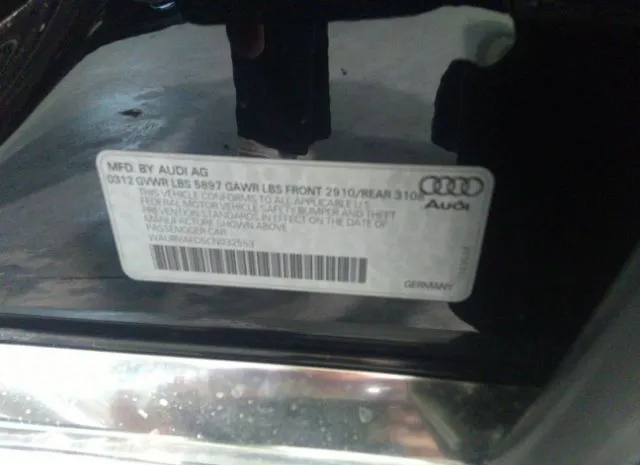 MFD. BY AUDI AG
0312 GVWR LBS 5897 GAWR LBS FRONT 2910/REAR 3108
THIS VEHICLE CONFORMS TO ALL APPLICABLE U.S.
FEDERAL MOTOR VEHICLE SAFETY, BUMPER AND THEFT
PREVENTION STANDARDS IN EFFECT ON THE DATE OF
MANUFACTURE SHOWN ABOVE
PASSENGER CAR
Audi
GERMANY